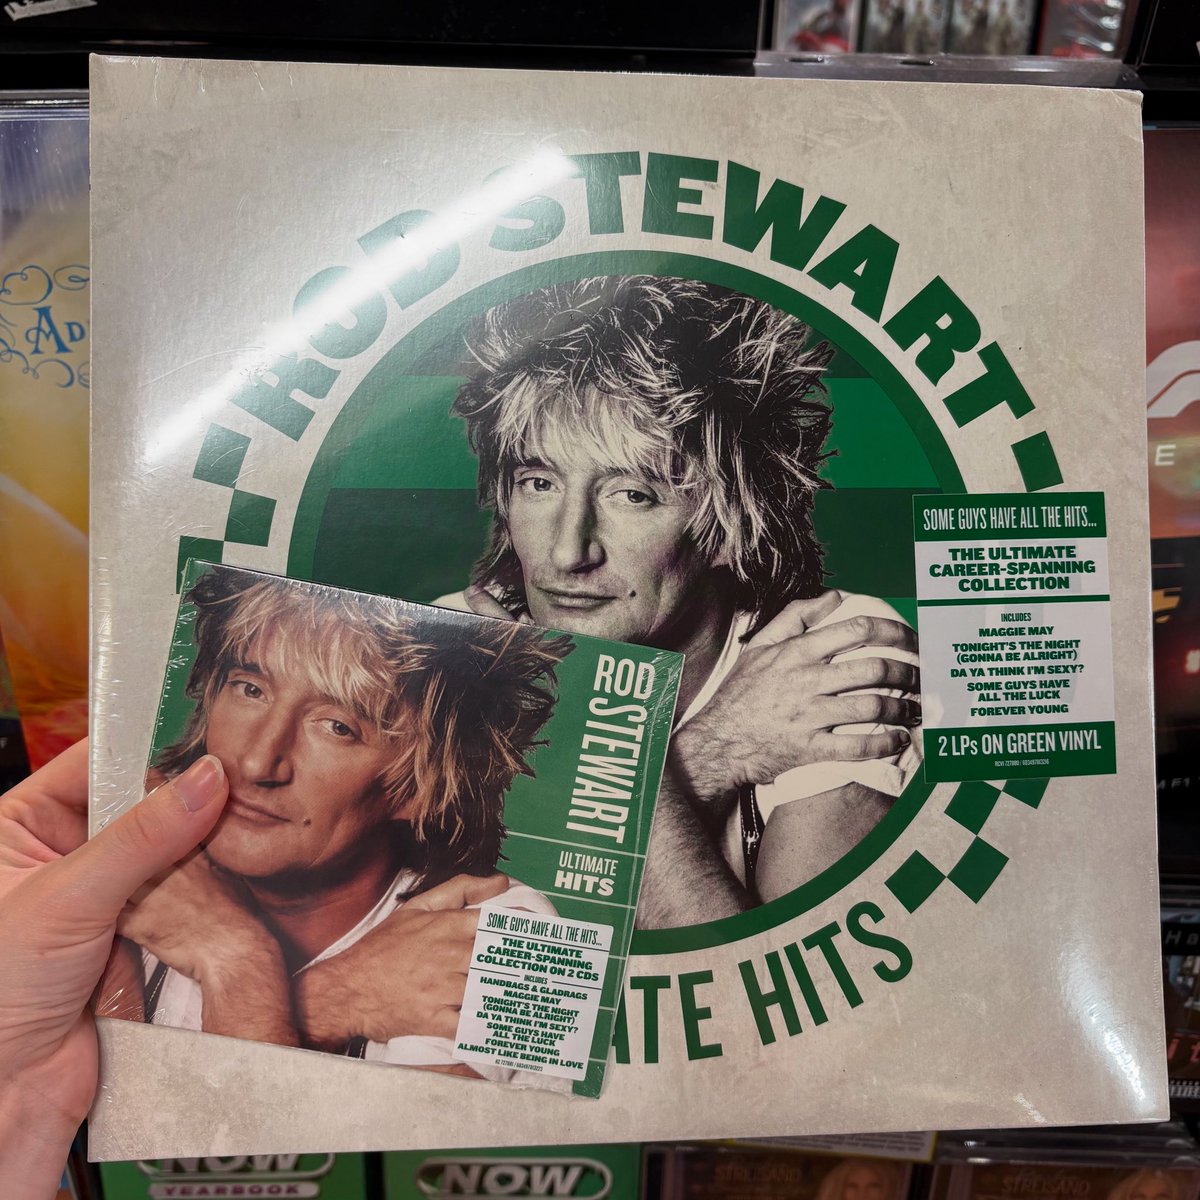 ROD STEWART
AD
E
SOME GUYS HAVE ALL THE HITS...
THE ULTIMATE
CAREER-SPANNING
COLLECTION
INCLUDES
MAGGIE MAY
TONIGHT'S THE NIGHT
(GONNA BE ALRIGHT)
DA YA THINK I'M SEXY?
SOME GUYS HAVE
ALL THE LUCK
FOREVER YOUNG
2 LPs ON GREEN VINYL
ATE HITS
ROD STEWART
ULTIMATE
HITS
SOME GUYS HAVE ALL THE HITS...
THE ULTIMATE
CAREER-SPANNING
COLLECTION ON 2 CDS
INCLUDES
HANDBAGS & GLADRAGS
MAGGIE MAY
TONIGHT'S THE NIGHT
(GONNA BE ALRIGHT)
DA YA THINK I'M SEXY?
SOME GUYS HAVE
ALL THE LUCK
FOREVER YOUNG
ALMOST LIKE BEING IN LOVE
NOW
YEARBOOK
NOW
STREISAND
STREISAND